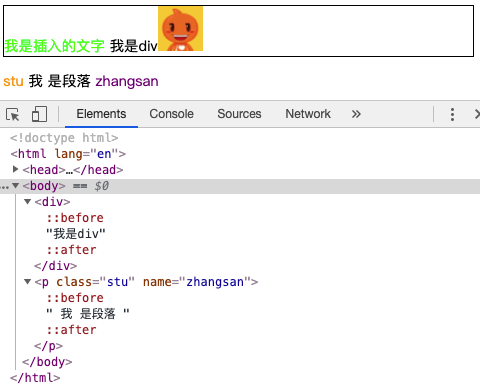 我是插入的文字 我是div
stu 我 是段落 zhangsan
Elements Console Sources Network »
<!doctype html>
<html lang="en">
<head>…</head>
…<body> == $0
<div>
::before
"我是div"
::after
</div>
<p class="stu" name="zhangsan">
::before
" 我 是段落 "
::after
</p>
</body>
</html>